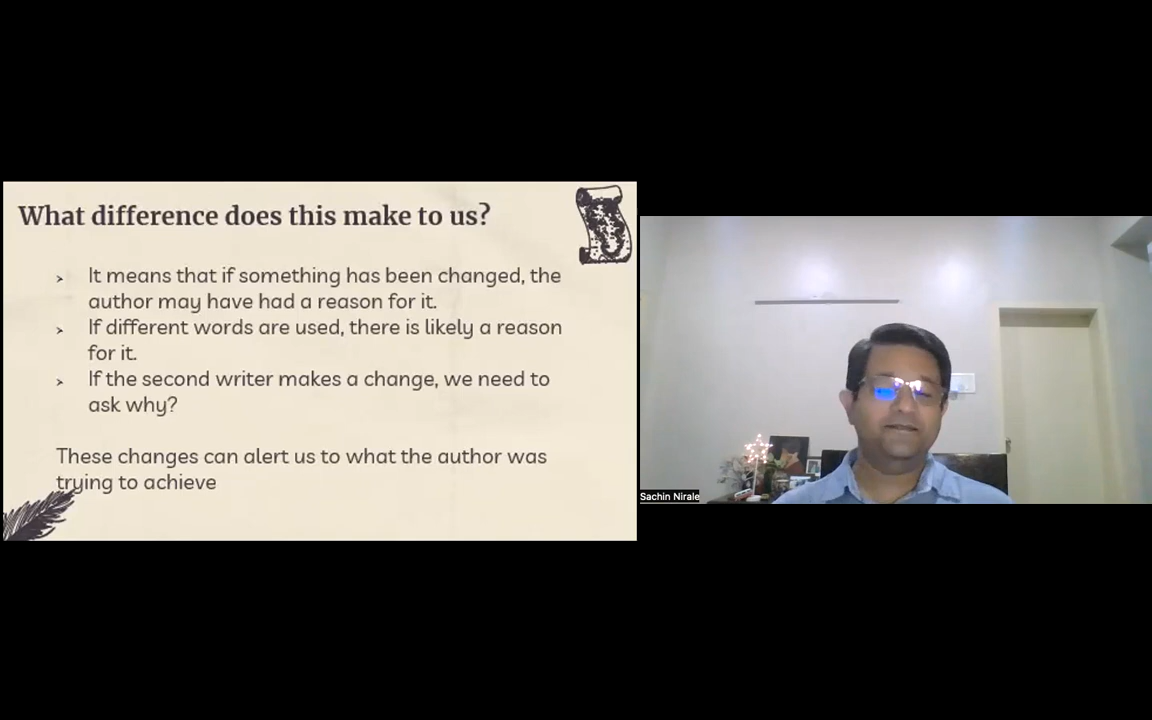 What difference does this make to us?
It means that if something has been changed, the
author may have had a reason for it.
If different words are used, there is likely a reason
for it.
If the second writer makes a change, we need to
ask why?
These changes can alert us to what the author was
trying to achieve
Sachin Nirale